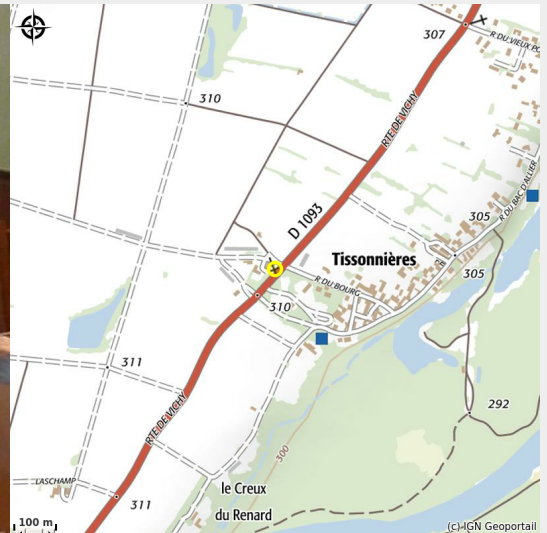 307
R DU VIEUX PO
310
RTE DE VICHY
D 1093
R DU BAC D'ALLIER
305
Tissonnières
305
R DU BOURG
310
311
292
RTE DE VICHY
300
LASCHAMP
311
le Creux
du Renard
100 m
(c) IGN Geoportail